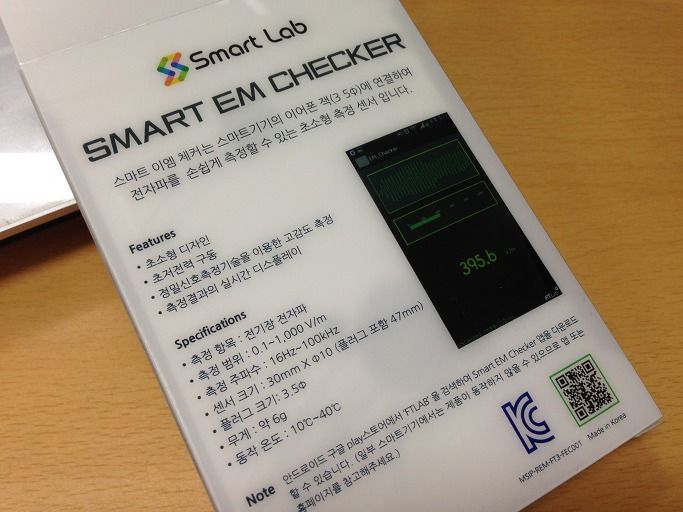 Smart Lab
SMART EM CHECKER
스마트 이엠 체커는 스마트기기의 이어폰 잭(3.5Φ)에 연결하여
전자파를 손쉽게 측정할 수 있는 초소형 측정 센서 입니다.
Features
• 초소형 디자인
• 초저전력 구동
• 정밀신호측정기술을 이용한 고감도 측정
• 측정결과의 실시간 디스플레이
EM_Checker
395.6
V/m
Specifications
• 측정 항목 : 전기장 전자파
• 측정 범위 : 0.1~1,000 V/m
• 측정 주파수 : 16Hz~100kHz
• 센서 크기 : 30mm X Φ10 (플러그 포함 47mm)
• 플러그 크기 : 3.5Φ
• 무게 : 약 6g
• 동작 온도 : 10℃~40℃
Note 안드로이드 구글 play스토어에서 'FTLAB'을 검색하여 Smart EM Checker 앱을 다운로드
할 수 있습니다. (일부 스마트기기에서는 제품이 동작하지 않을 수 있으므로 앱 또는
홈페이지를 참고해주세요.)
MSIP-REM-FT3-FEC00T Made in Korea